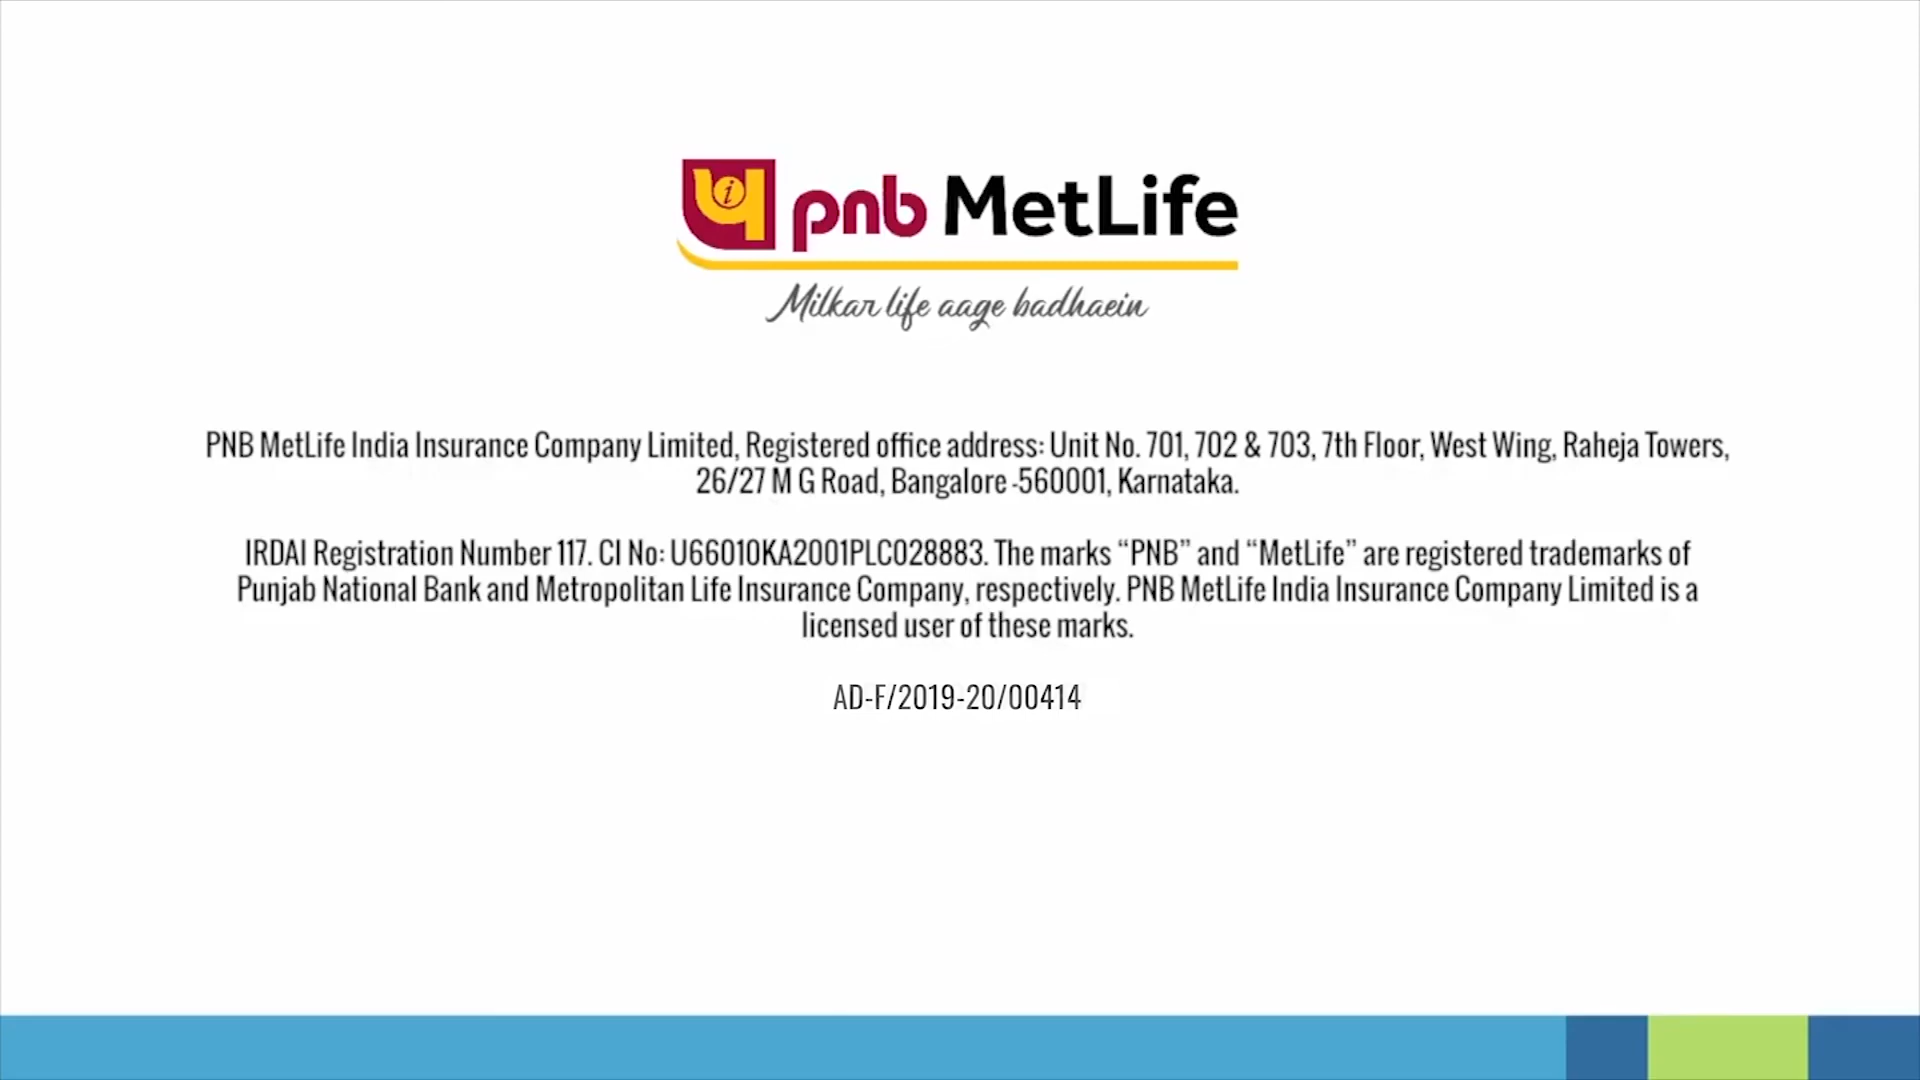 pnb MetLife
Milkar life aage badhaein
PNB MetLife India Insurance Company Limited, Registered office address: Unit No. 701, 702 & 703, 7th Floor, West Wing, Raheja Towers,
26/27 M G Road, Bangalore -560001, Karnataka.
IRDAI Registration Number 117. CI No: U66010KA2001PLC028883. The marks “PNB” and “MetLife” are registered trademarks of
Punjab National Bank and Metropolitan Life Insurance Company, respectively. PNB MetLife India Insurance Company Limited is a
licensed user of these marks.
AD-F/2019-20/00414